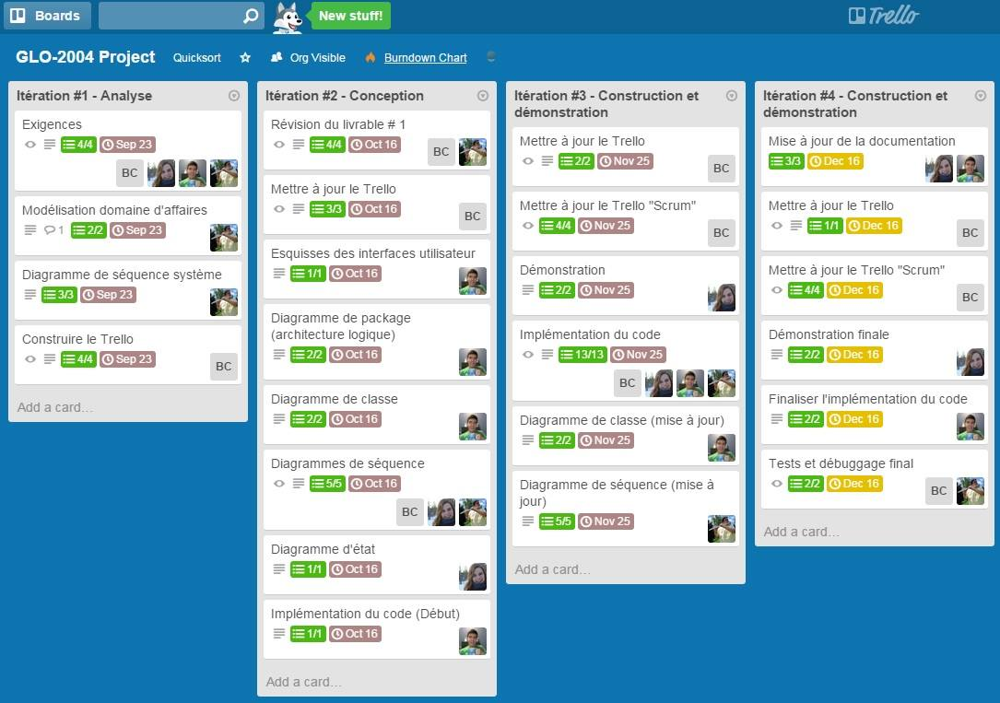 Boards
New stuff!
Trello
GLO-2004 Project
Quicksort
Org Visible
Burndown Chart
Itération #1 - Analyse
Exigences
4/4 Sep 23
BC
Modélisation domaine d'affaires
1 2/2 Sep 23
Diagramme de séquence système
3/3 Sep 23
Construire le Trello
4/4 Sep 23
BC
Add a card…
Itération #2 - Conception
Révision du livrable # 1
4/4 Oct 16
BC
Mettre à jour le Trello
3/3 Oct 16
BC
Esquisses des interfaces utilisateur
1/1 Oct 16
Diagramme de package
(architecture logique)
2/2 Oct 16
Diagramme de classe
2/2 Oct 16
Diagrammes de séquence
5/5 Oct 16
BC
Diagramme d'état
1/1 Oct 16
Implémentation du code (Début)
1/1 Oct 16
Add a card…
Itération #3 - Construction et
démonstration
Mettre à jour le Trello
2/2 Nov 25
BC
Mettre à jour le Trello "Scrum"
4/4 Nov 25
BC
Démonstration
2/2 Nov 25
Implémentation du code
13/13 Nov 25
BC
Diagramme de classe (mise à jour)
2/2 Nov 25
Diagramme de séquence (mise à
jour)
5/5 Nov 25
Add a card…
Itération #4 - Construction et
démonstration
Mise à jour de la documentation
3/3 Dec 16
Mettre à jour le Trello
1/1 Dec 16
BC
Mettre à jour le Trello "Scrum"
4/4 Dec 16
BC
Démonstration finale
2/2 Dec 16
Finaliser l'implémentation du code
2/2 Dec 16
Tests et débuggage final
2/2 Dec 16
BC
Add a card…